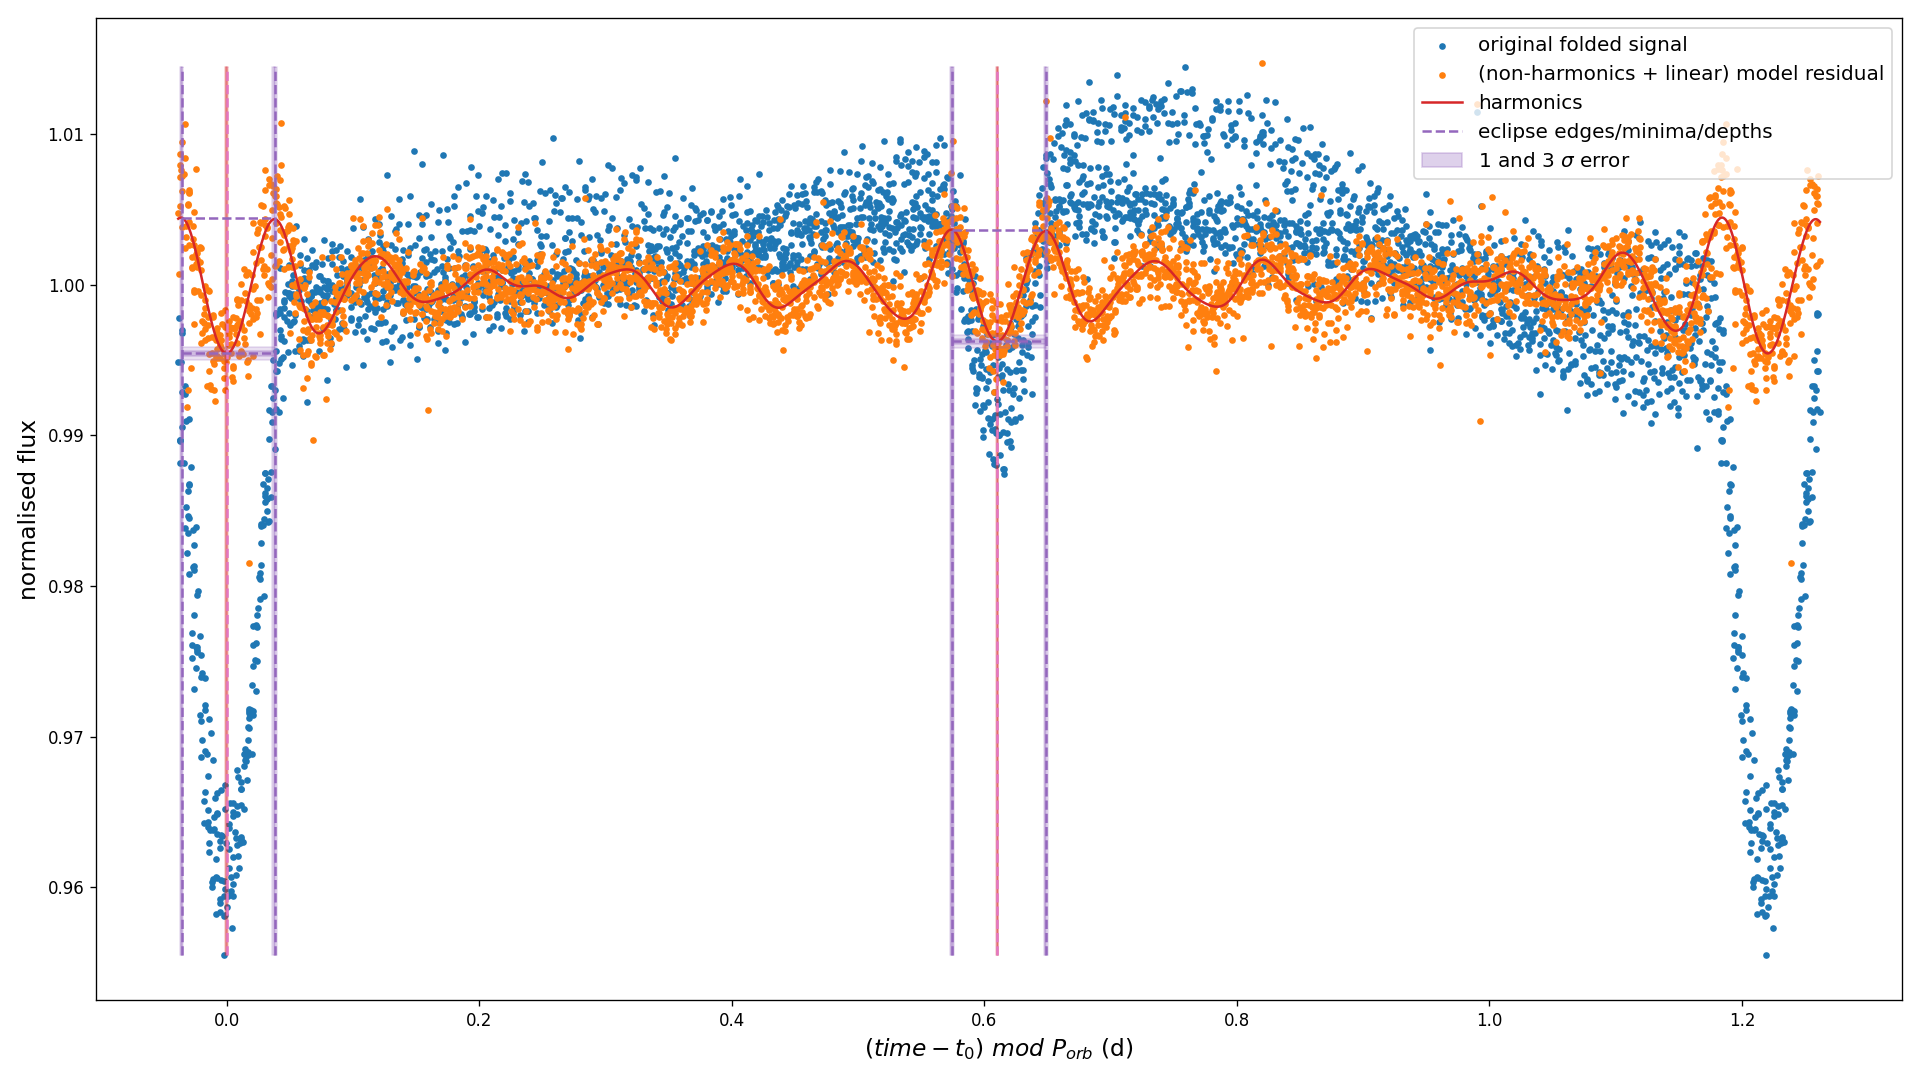 original folded signal
(non-harmonics + linear) model residual
harmonics
eclipse edges/minima/depths
1 and 3 σ error
normalised flux
1.01
1.00
0.99
0.98
0.97
0.96
0.0 0.2 0.4 0.6 0.8 1.0 1.2
(time − t₀) mod Pₒᵣᵦ (d)